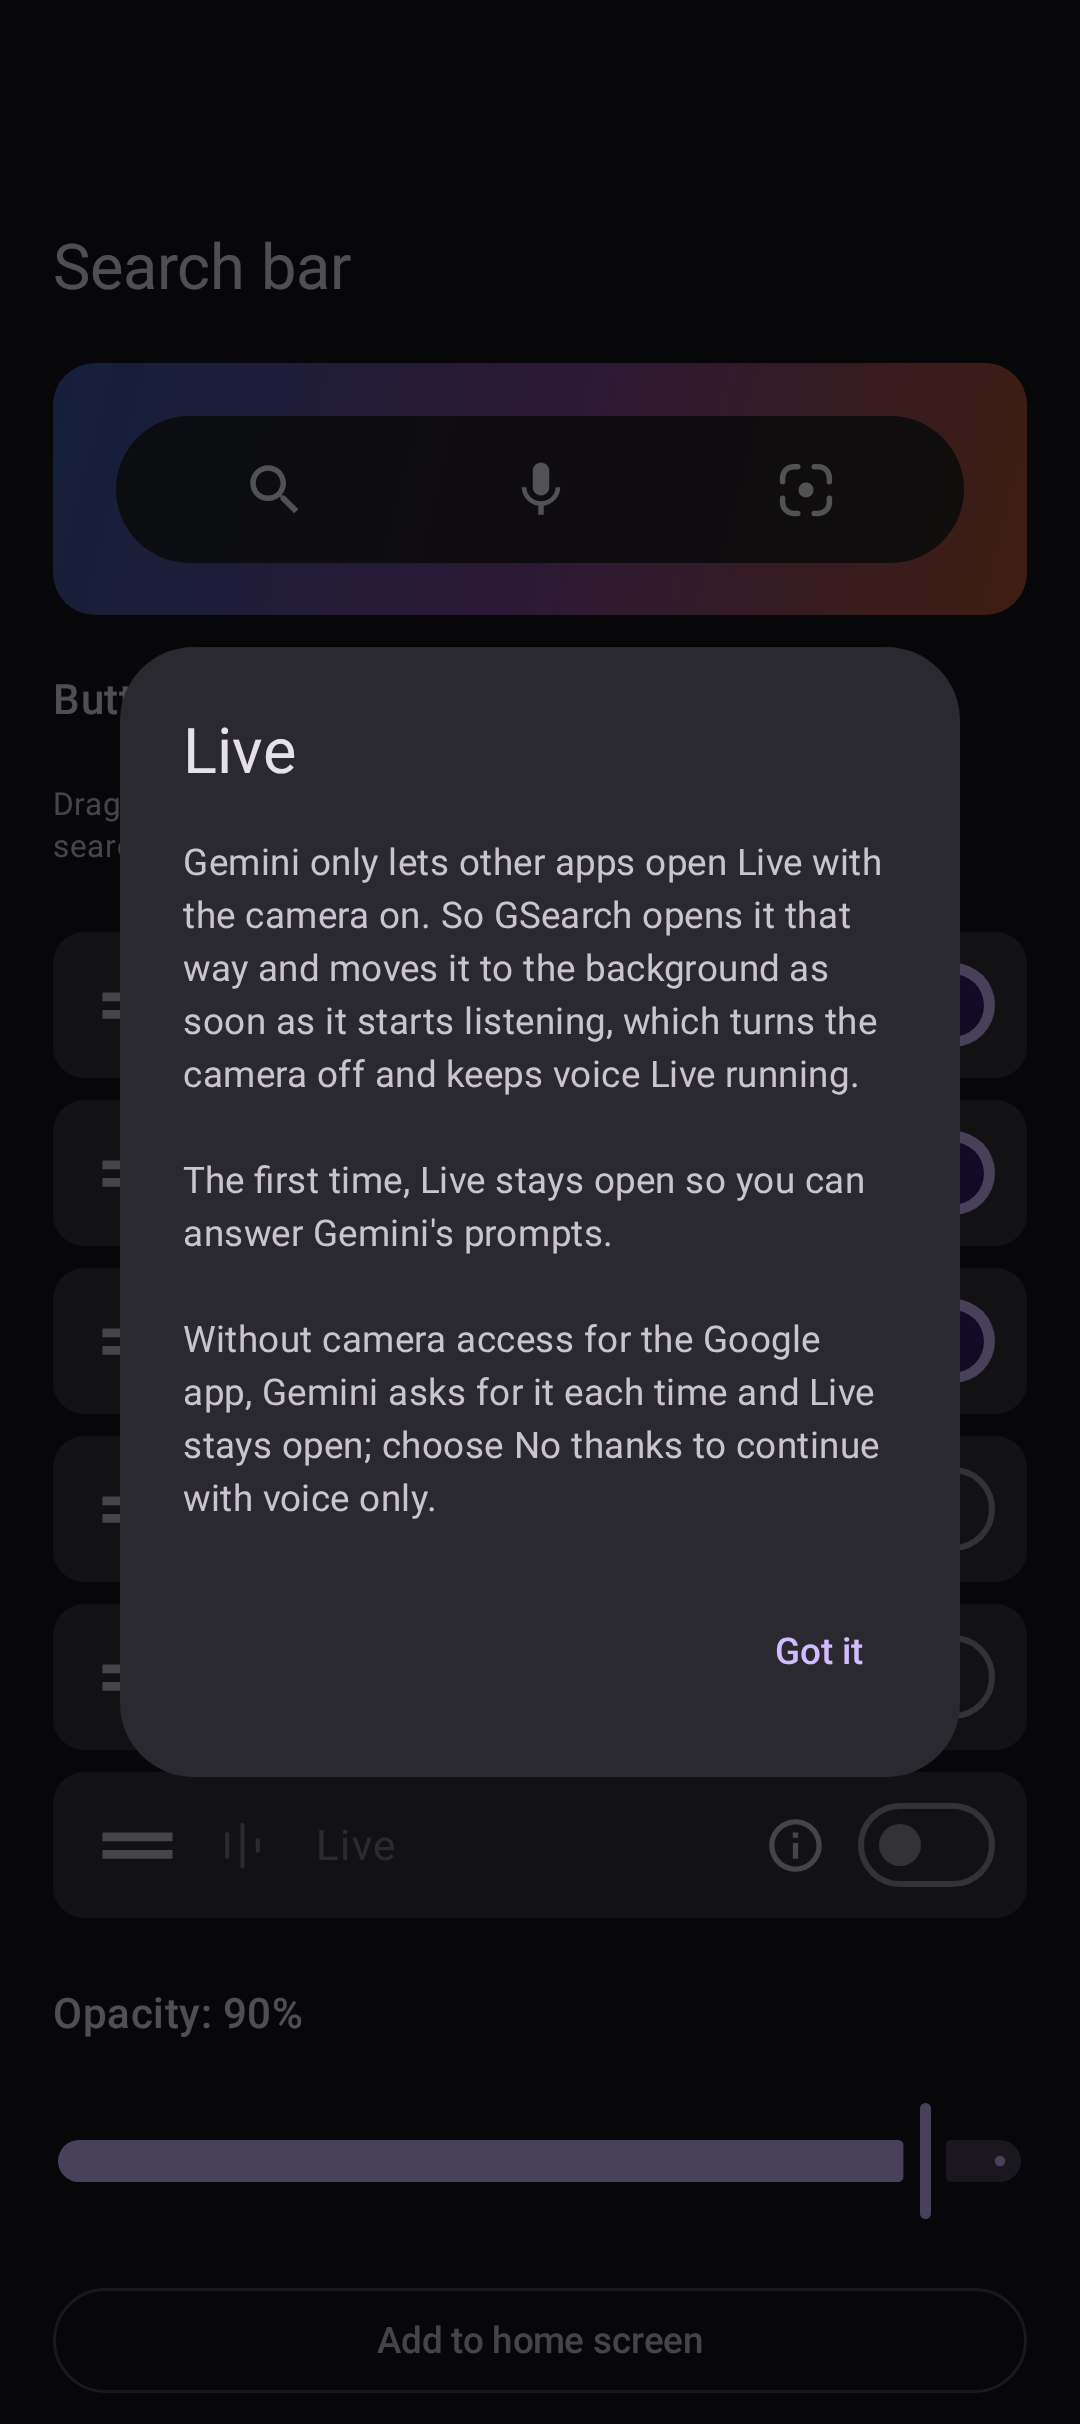 Search bar
Live
Gemini only lets other apps open Live with
the camera on. So GSearch opens it that
way and moves it to the background as
soon as it starts listening, which turns the
camera off and keeps voice Live running.
The first time, Live stays open so you can
answer Gemini's prompts.
Without camera access for the Google
app, Gemini asks for it each time and Live
stays open; choose No thanks to continue
with voice only.
Got it
Live
Opacity: 90%
Add to home screen